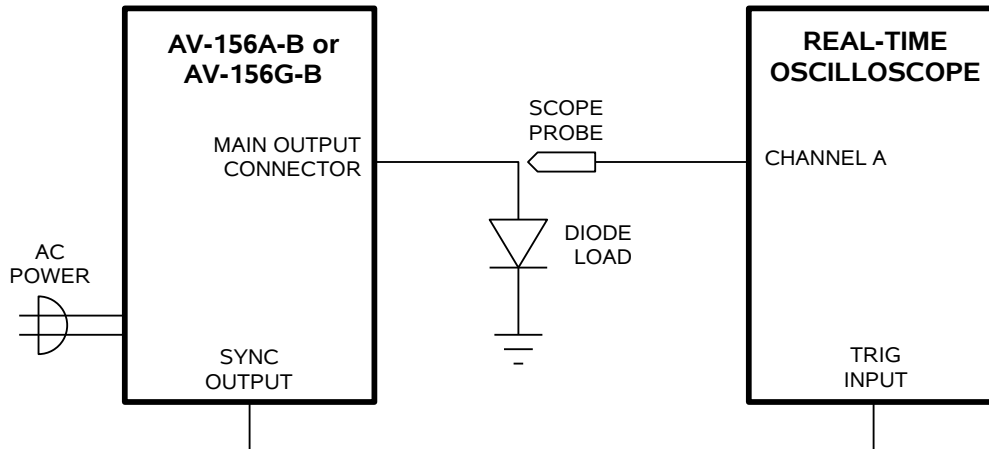 AV-156A-B or
AV-156G-B
MAIN OUTPUT
CONNECTOR
AC
POWER
SYNC
OUTPUT
SCOPE
PROBE
DIODE
LOAD
REAL-TIME
OSCILLOSCOPE
CHANNEL A
TRIG
INPUT